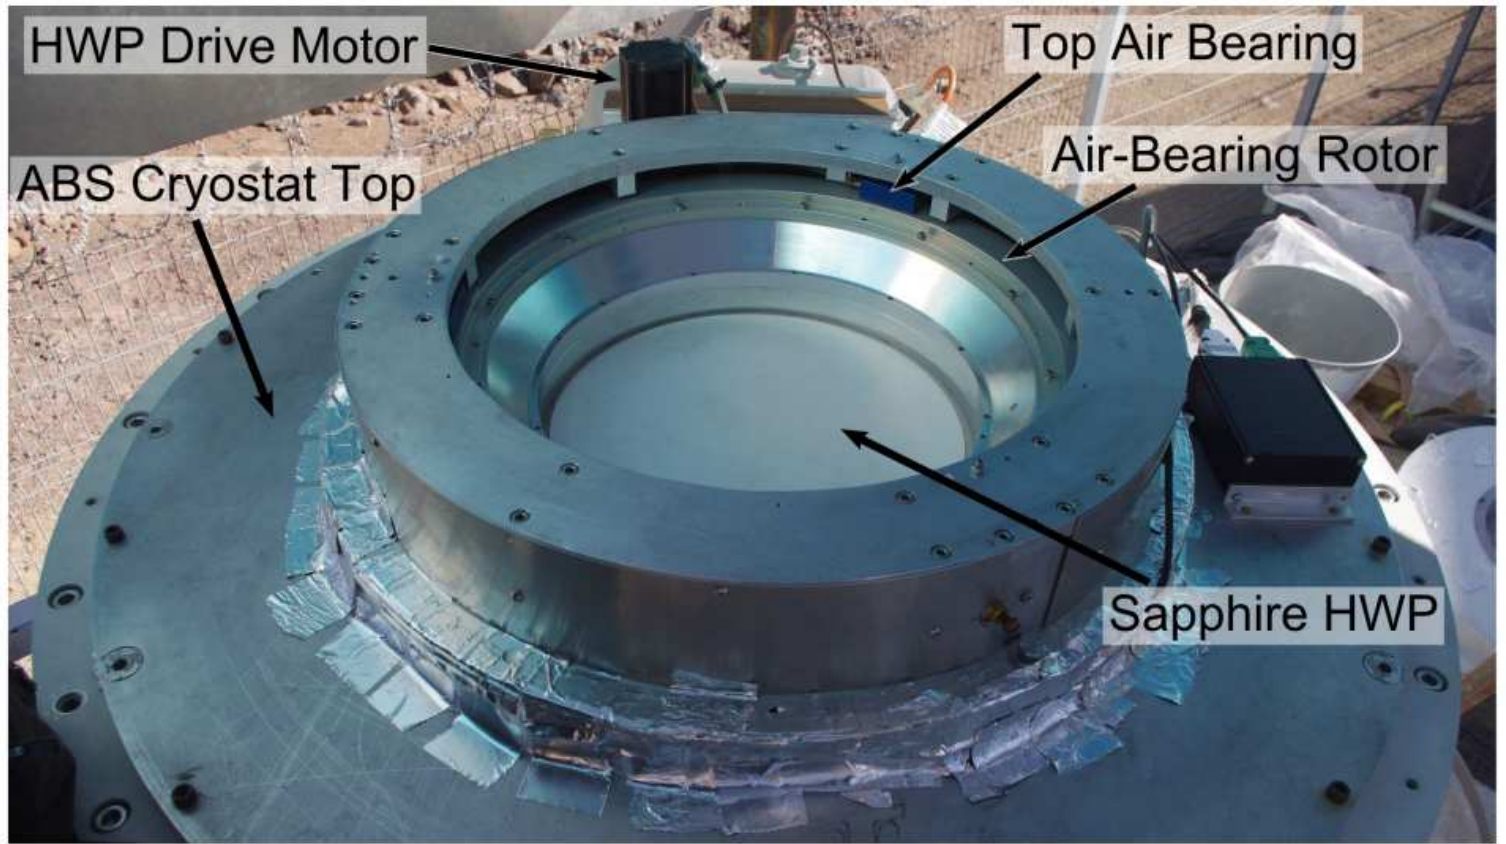 HWP Drive Motor
Top Air Bearing
Air-Bearing Rotor
ABS Cryostat Top
Sapphire HWP